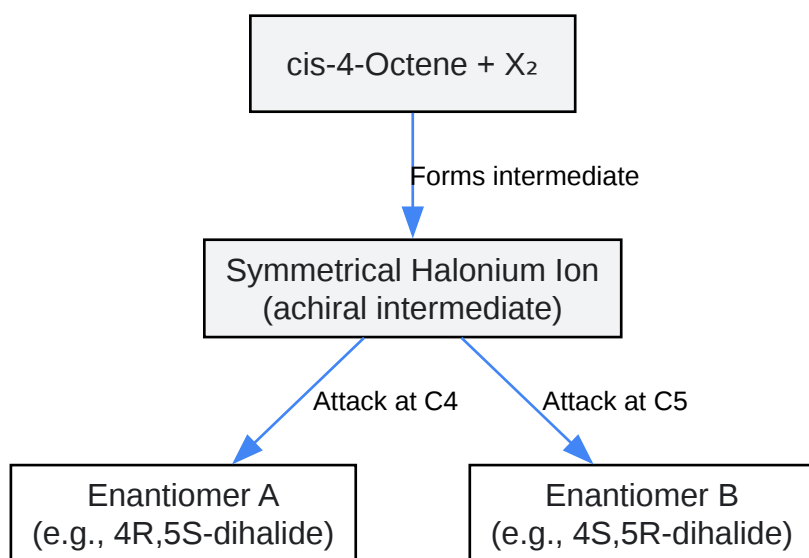 cis-4-Octene + X₂
Forms intermediate
Symmetrical Halonium Ion
(achiral intermediate)
Attack at C4
Attack at C5
Enantiomer A
(e.g., 4R,5S-dihalide)
Enantiomer B
(e.g., 4S,5R-dihalide)